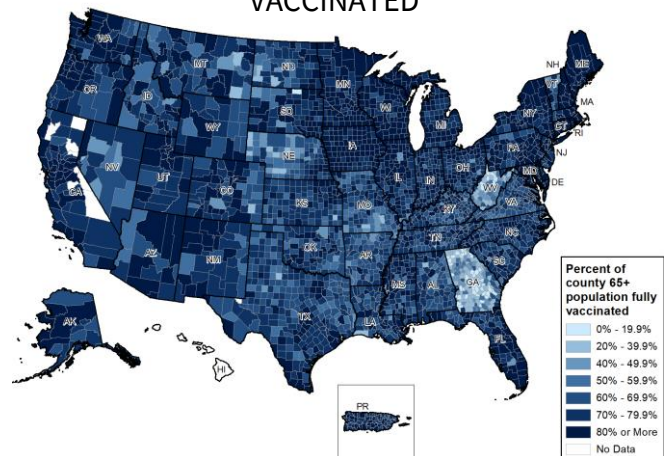 VACCINATED
WA
MT
ND
MN
NH
ME
VT
OR
ID
SD
WI
MI
NY
MA
WY
CT
RI
IA
PA
NJ
NV
NE
IL
IN
OH
UT
CO
MD
DE
CA
KS
MO
WV
VA
KY
AZ
NM
OK
AR
TN
NC
SC
MS
AL
GA
TX
LA
AK
FL
HI
PR
Percent of
county 65+
population fully
vaccinated
0% - 19.9%
20% - 39.9%
40% - 49.9%
50% - 59.9%
60% - 69.9%
70% - 79.9%
80% or More
No Data